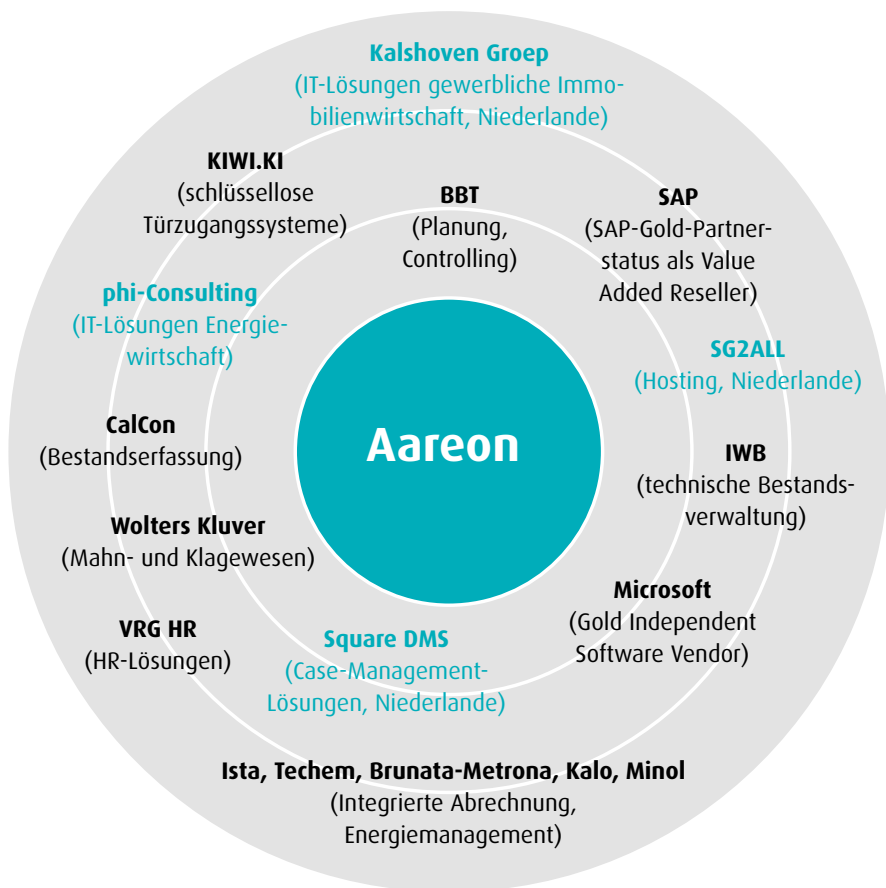 Kalshoven Groep
(IT-Lösungen gewerbliche Immo-
bilienwirtschaft, Niederlande)
KIWI.KI
(schlüssellose
Türzugangssysteme)
BBT
(Planung,
Controlling)
SAP
(SAP-Gold-Partner-
status als Value
Added Reseller)
phi-Consulting
(IT-Lösungen Energie-
wirtschaft)
SG2ALL
(Hosting, Niederlande)
Aareon
CalCon
(Bestandserfassung)
IWB
(technische Bestands-
verwaltung)
Wolters Kluver
(Mahn- und Klagewesen)
Microsoft
(Gold Independent
Software Vendor)
VRG HR
(HR-Lösungen)
Square DMS
(Case-Management-
Lösungen, Niederlande)
Ista, Techem, Brunata-Metrona, Kalo, Minol
(Integrierte Abrechnung,
Energiemanagement)